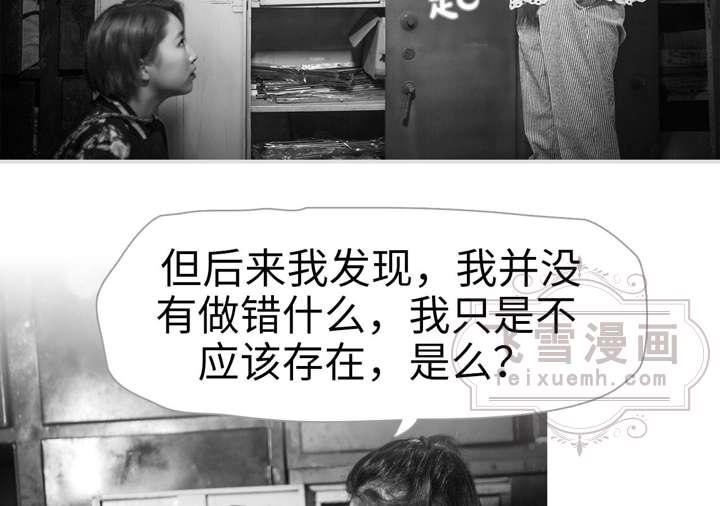 但后来我发现，我并没
有做错什么，我只是不
应该存在，是么？
飞雪漫画
feixuemh.com